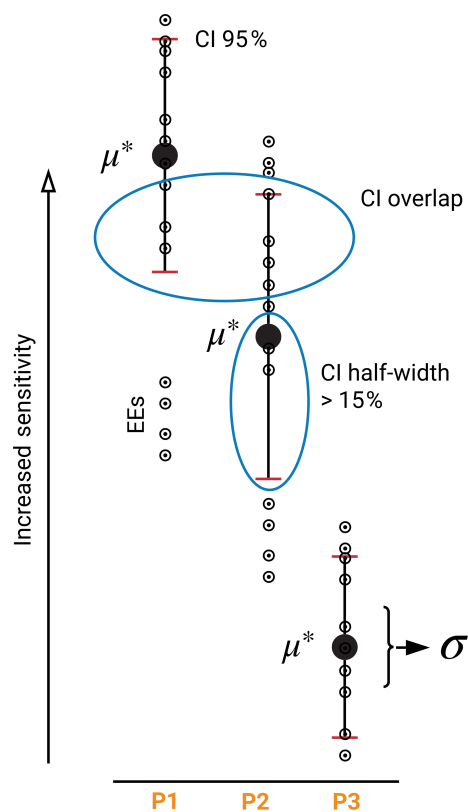 CI 95%
μ*
CI overlap
μ*
CI half-width
> 15%
EEs
Increased sensitivity
μ*
σ
P1 P2 P3